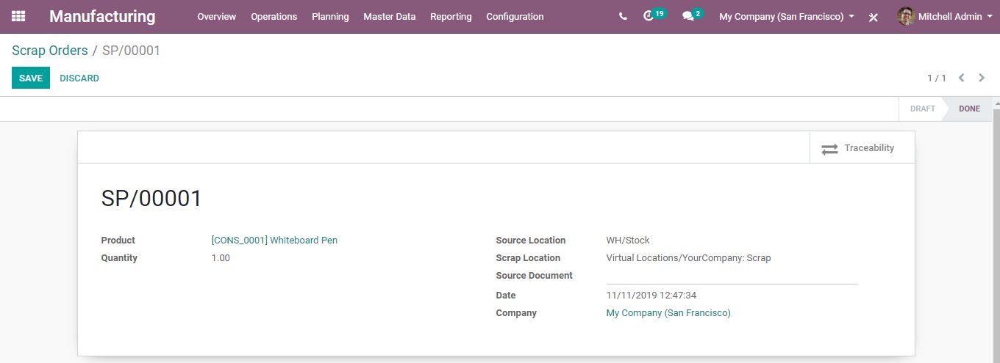 Manufacturing Overview Operations Planning Master Data Reporting Configuration 19 2 My Company (San Francisco) Mitchell Admin
Scrap Orders / SP/00001
SAVE DISCARD 1 / 1
DRAFT DONE
Traceability
SP/00001
Product [CONS_0001] Whiteboard Pen Source Location WH/Stock
Quantity 1.00 Scrap Location Virtual Locations/YourCompany: Scrap
Source Document
Date 11/11/2019 12:47:34
Company My Company (San Francisco)